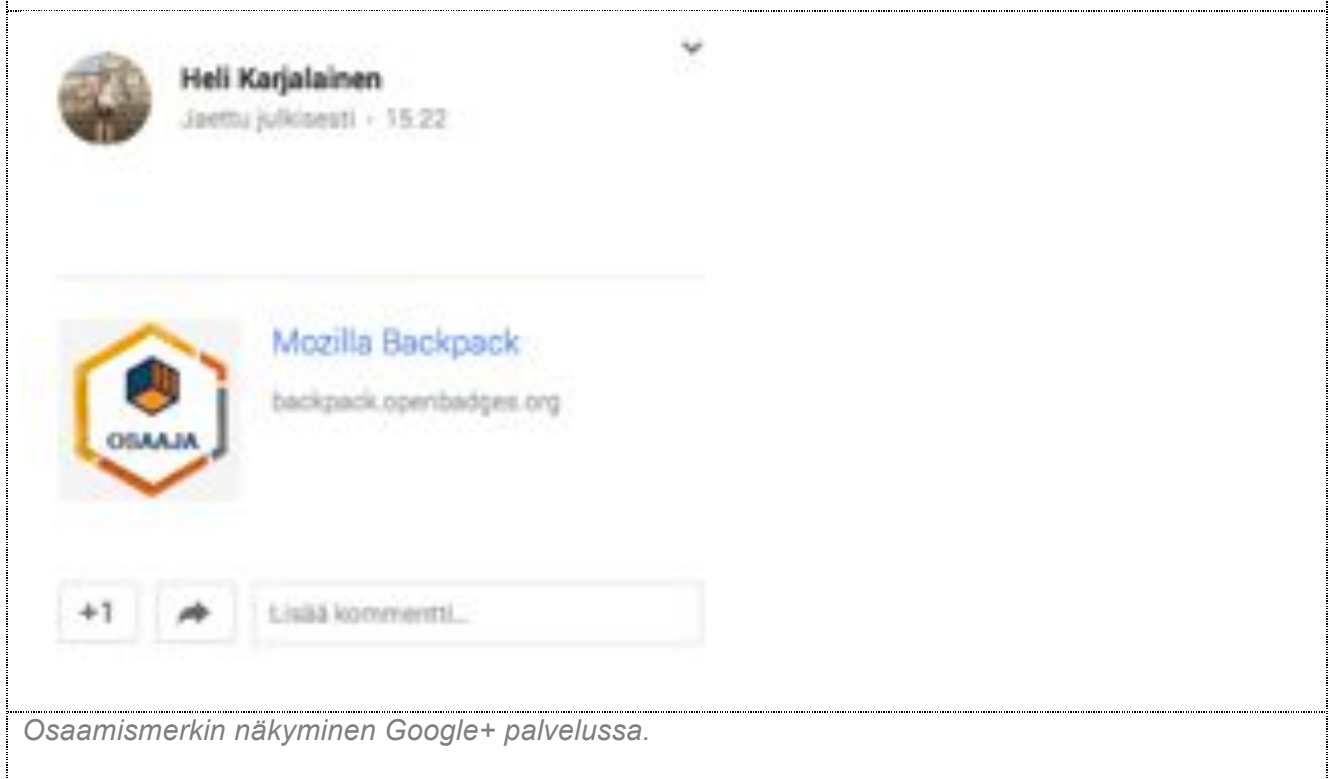 Heli Karjalainen
Jaettu julkisesti - 15.22
Mozilla Backpack
backpack.openbadges.org
OSAAJA
+1
Lisää kommentti...
Osaamismerkin näkyminen Google+ palvelussa.